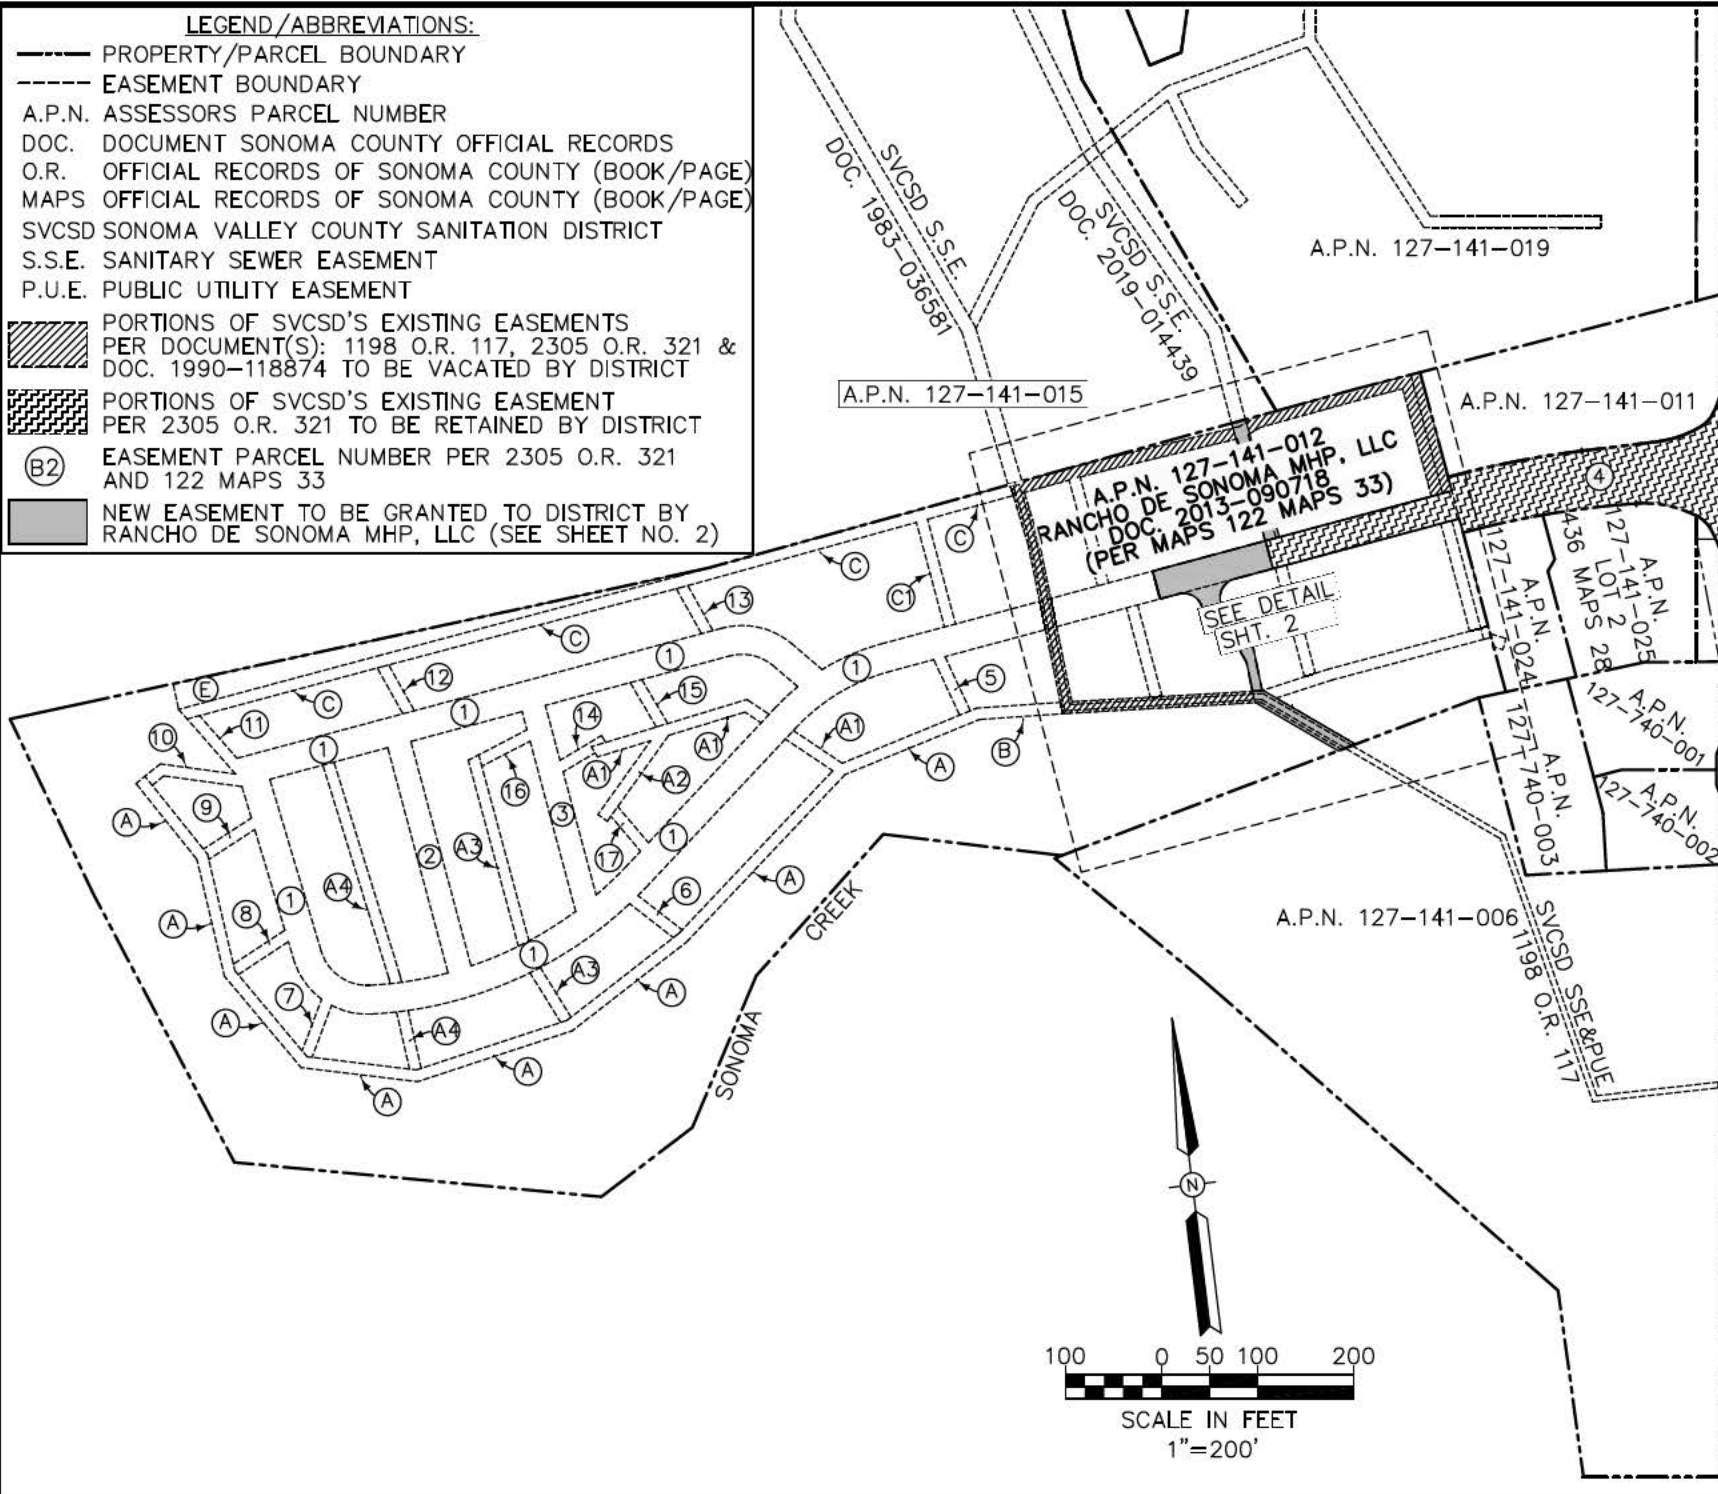 LEGEND/ABBREVIATIONS:
PROPERTY/PARCEL BOUNDARY
EASEMENT BOUNDARY
A.P.N. ASSESSORS PARCEL NUMBER
DOC. DOCUMENT SONOMA COUNTY OFFICIAL RECORDS
O.R. OFFICIAL RECORDS OF SONOMA COUNTY (BOOK/PAGE)
MAPS OFFICIAL RECORDS OF SONOMA COUNTY (BOOK/PAGE)
SVCSD SONOMA VALLEY COUNTY SANITATION DISTRICT
S.S.E. SANITARY SEWER EASEMENT
P.U.E. PUBLIC UTILITY EASEMENT
PORTIONS OF SVCSD'S EXISTING EASEMENTS
PER DOCUMENT(S): 1198 O.R. 117, 2305 O.R. 321 &
DOC. 1990-118874 TO BE VACATED BY DISTRICT
PORTIONS OF SVCSD'S EXISTING EASEMENT
PER 2305 O.R. 321 TO BE RETAINED BY DISTRICT
B2
EASEMENT PARCEL NUMBER PER 2305 O.R. 321
AND 122 MAPS 33
NEW EASEMENT TO BE GRANTED TO DISTRICT BY
RANCHO DE SONOMA MHP, LLC (SEE SHEET NO. 2)
SVCSD S.S.E.
DOC. 1983-036581
SVCSD S.S.E.
DOC. 2019-014439
A.P.N. 127-141-019
A.P.N. 127-141-015
A.P.N. 127-141-011
A.P.N. 127-141-012
RANCHO DE SONOMA MHP, LLC
DOC. 2013-090718
(PER MAPS 122 MAPS 33)
4
SEE DETAIL
SHT. 2
A.P.N.
127-141-024
A.P.N.
127-141-025
LOT 2
436 MAPS 28
A.P.N.
127-740-001
A.P.N.
127-740-002
A.P.N.
127-740-003
A.P.N. 127-141-006
SVCSD SSE&PUE
1198 O.R. 117
C
C
C1
13
C
1
1
12
15
5
E
C
1
14
A1
A1
B
11
10
1
A1
A2
A
16
9
3
1
A
A3
17
2
A
A4
6
1
8
A
1
A3
7
A
A
A4
A
A
SONOMA
CREEK
N
100 0 50 100 200
SCALE IN FEET
1"=200'